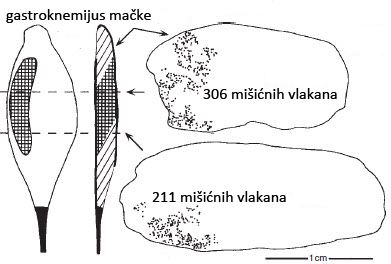 gastroknemijus mačke
306 mišićnih vlakana
211 mišićnih vlakana
1 cm